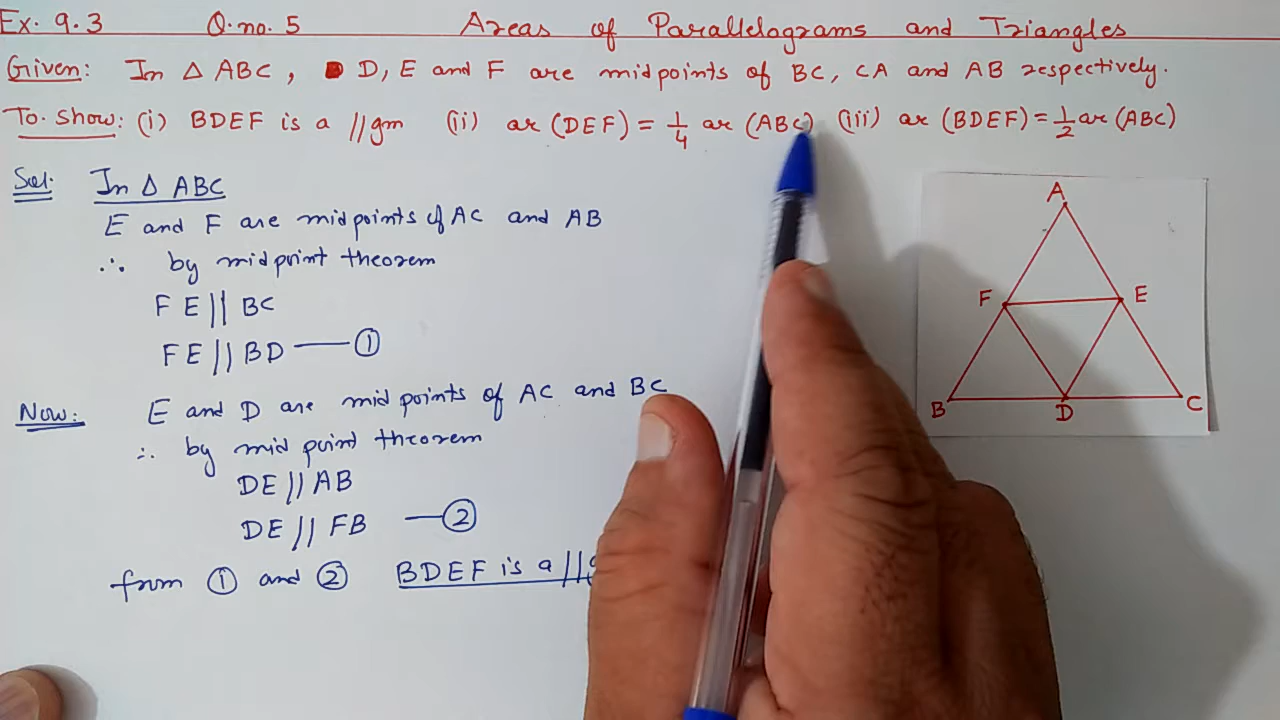 Ex. 9.3 Q.no. 5 Areas of Parallelograms and Triangles
Given: In Δ ABC, D, E and F are midpoints of BC, CA and AB respectively.
To show: (i) BDEF is a //gm (ii) ar (DEF) = 1/4 ar (ABC) (iii) ar (BDEF) = 1/2 ar (ABC)
Sol. In Δ ABC
E and F are midpoints of AC and AB
∴ by midpoint theorem
FE || BC
FE || BD — ①
Now: E and D are mid points of AC and BC
∴ by mid point theorem
DE || AB
DE || FB — ②
from ① and ② BDEF is a //
A
F E
B D C